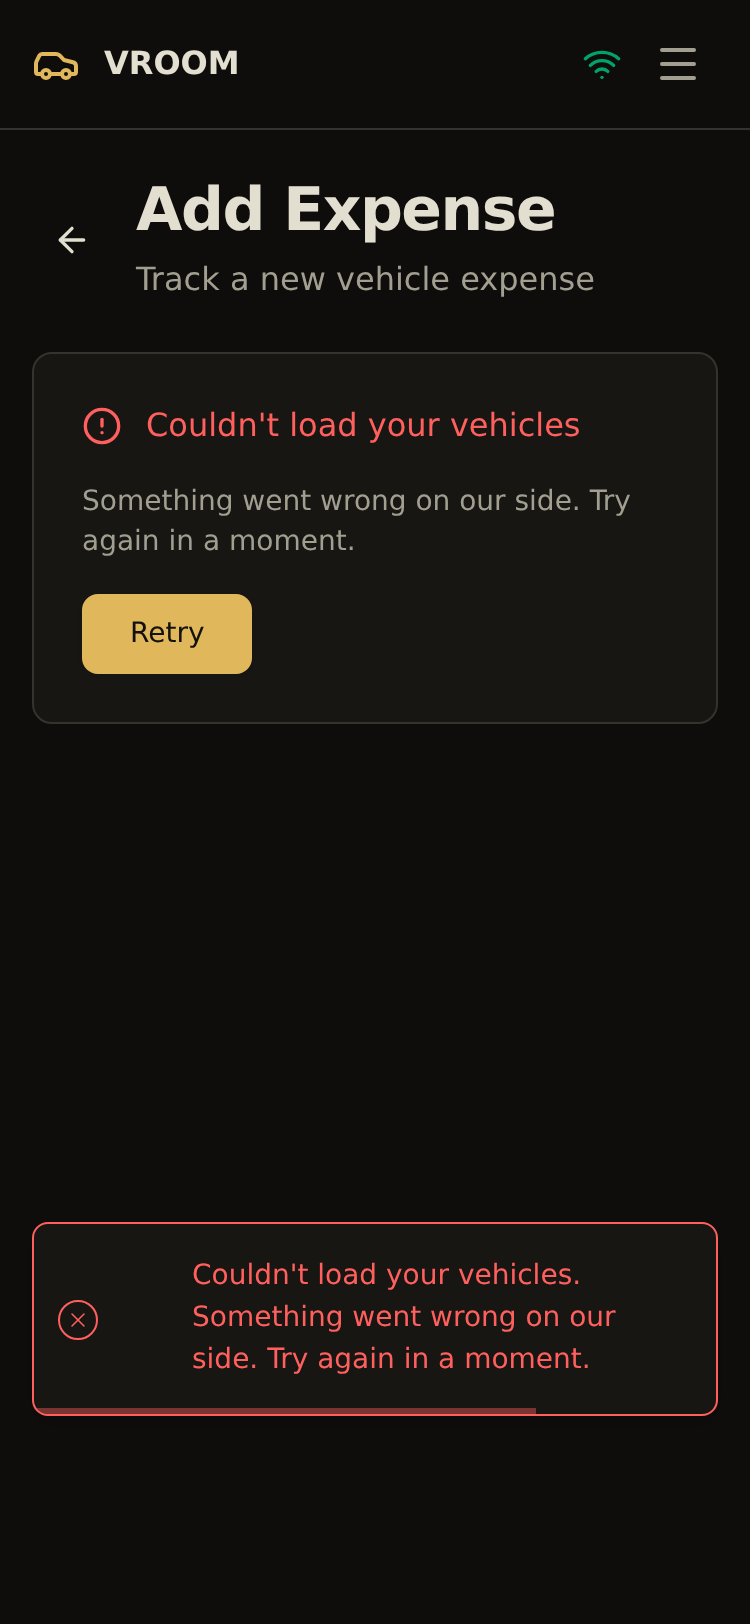 VROOM
Add Expense
Track a new vehicle expense
Couldn't load your vehicles
Something went wrong on our side. Try
again in a moment.
Retry
Couldn't load your vehicles.
Something went wrong on our
side. Try again in a moment.